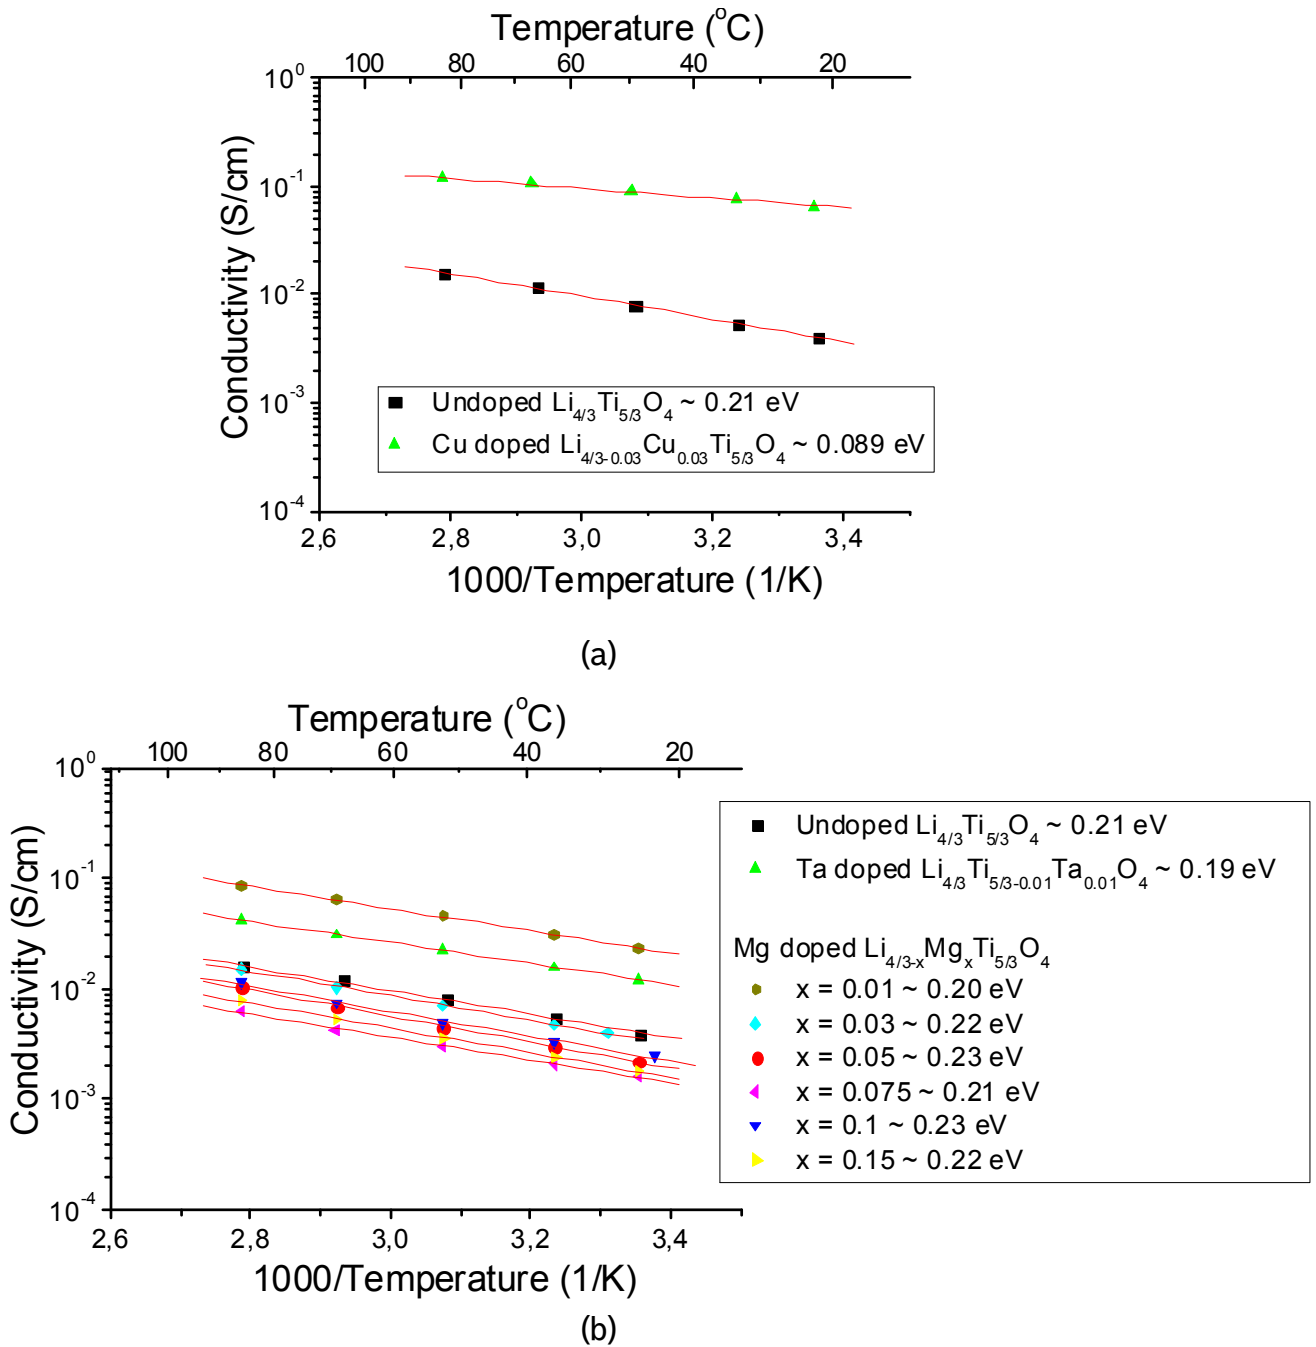 Temperature (°C)
100 80 60 40 20
10⁰
10⁻¹
10⁻²
10⁻³
10⁻⁴
Conductivity (S/cm)
Undoped Li₄/₃Ti₅/₃O₄ ~ 0.21 eV
Cu doped Li₄/₃₋₀.₀₃Cu₀.₀₃Ti₅/₃O₄ ~ 0.089 eV
2,6 2,8 3,0 3,2 3,4
1000/Temperature (1/K)
(a)
Temperature (°C)
100 80 60 40 20
10⁰
10⁻¹
10⁻²
10⁻³
10⁻⁴
Conductivity (S/cm)
2,6 2,8 3,0 3,2 3,4
1000/Temperature (1/K)
Undoped Li₄/₃Ti₅/₃O₄ ~ 0.21 eV
Ta doped Li₄/₃Ti₅/₃₋₀.₀₁Ta₀.₀₁O₄ ~ 0.19 eV
Mg doped Li₄/₃₋ₓMgₓTi₅/₃O₄
x = 0.01 ~ 0.20 eV
x = 0.03 ~ 0.22 eV
x = 0.05 ~ 0.23 eV
x = 0.075 ~ 0.21 eV
x = 0.1 ~ 0.23 eV
x = 0.15 ~ 0.22 eV
(b)